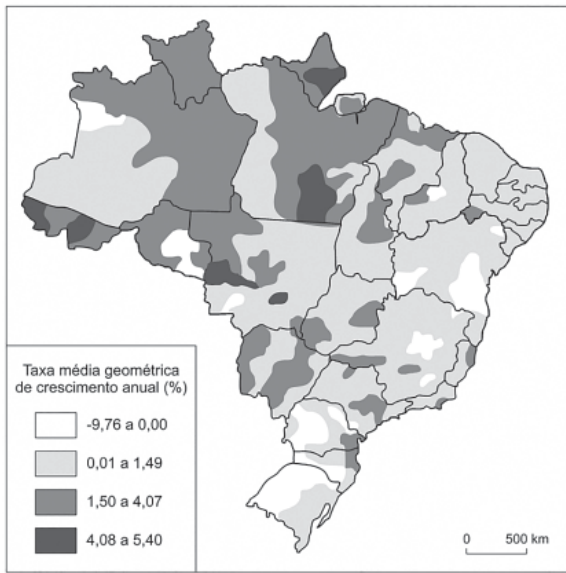 Taxa média geométrica
de crescimento anual (%)
-9,76 a 0,00
0,01 a 1,49
1,50 a 4,07
4,08 a 5,40
0 500 km